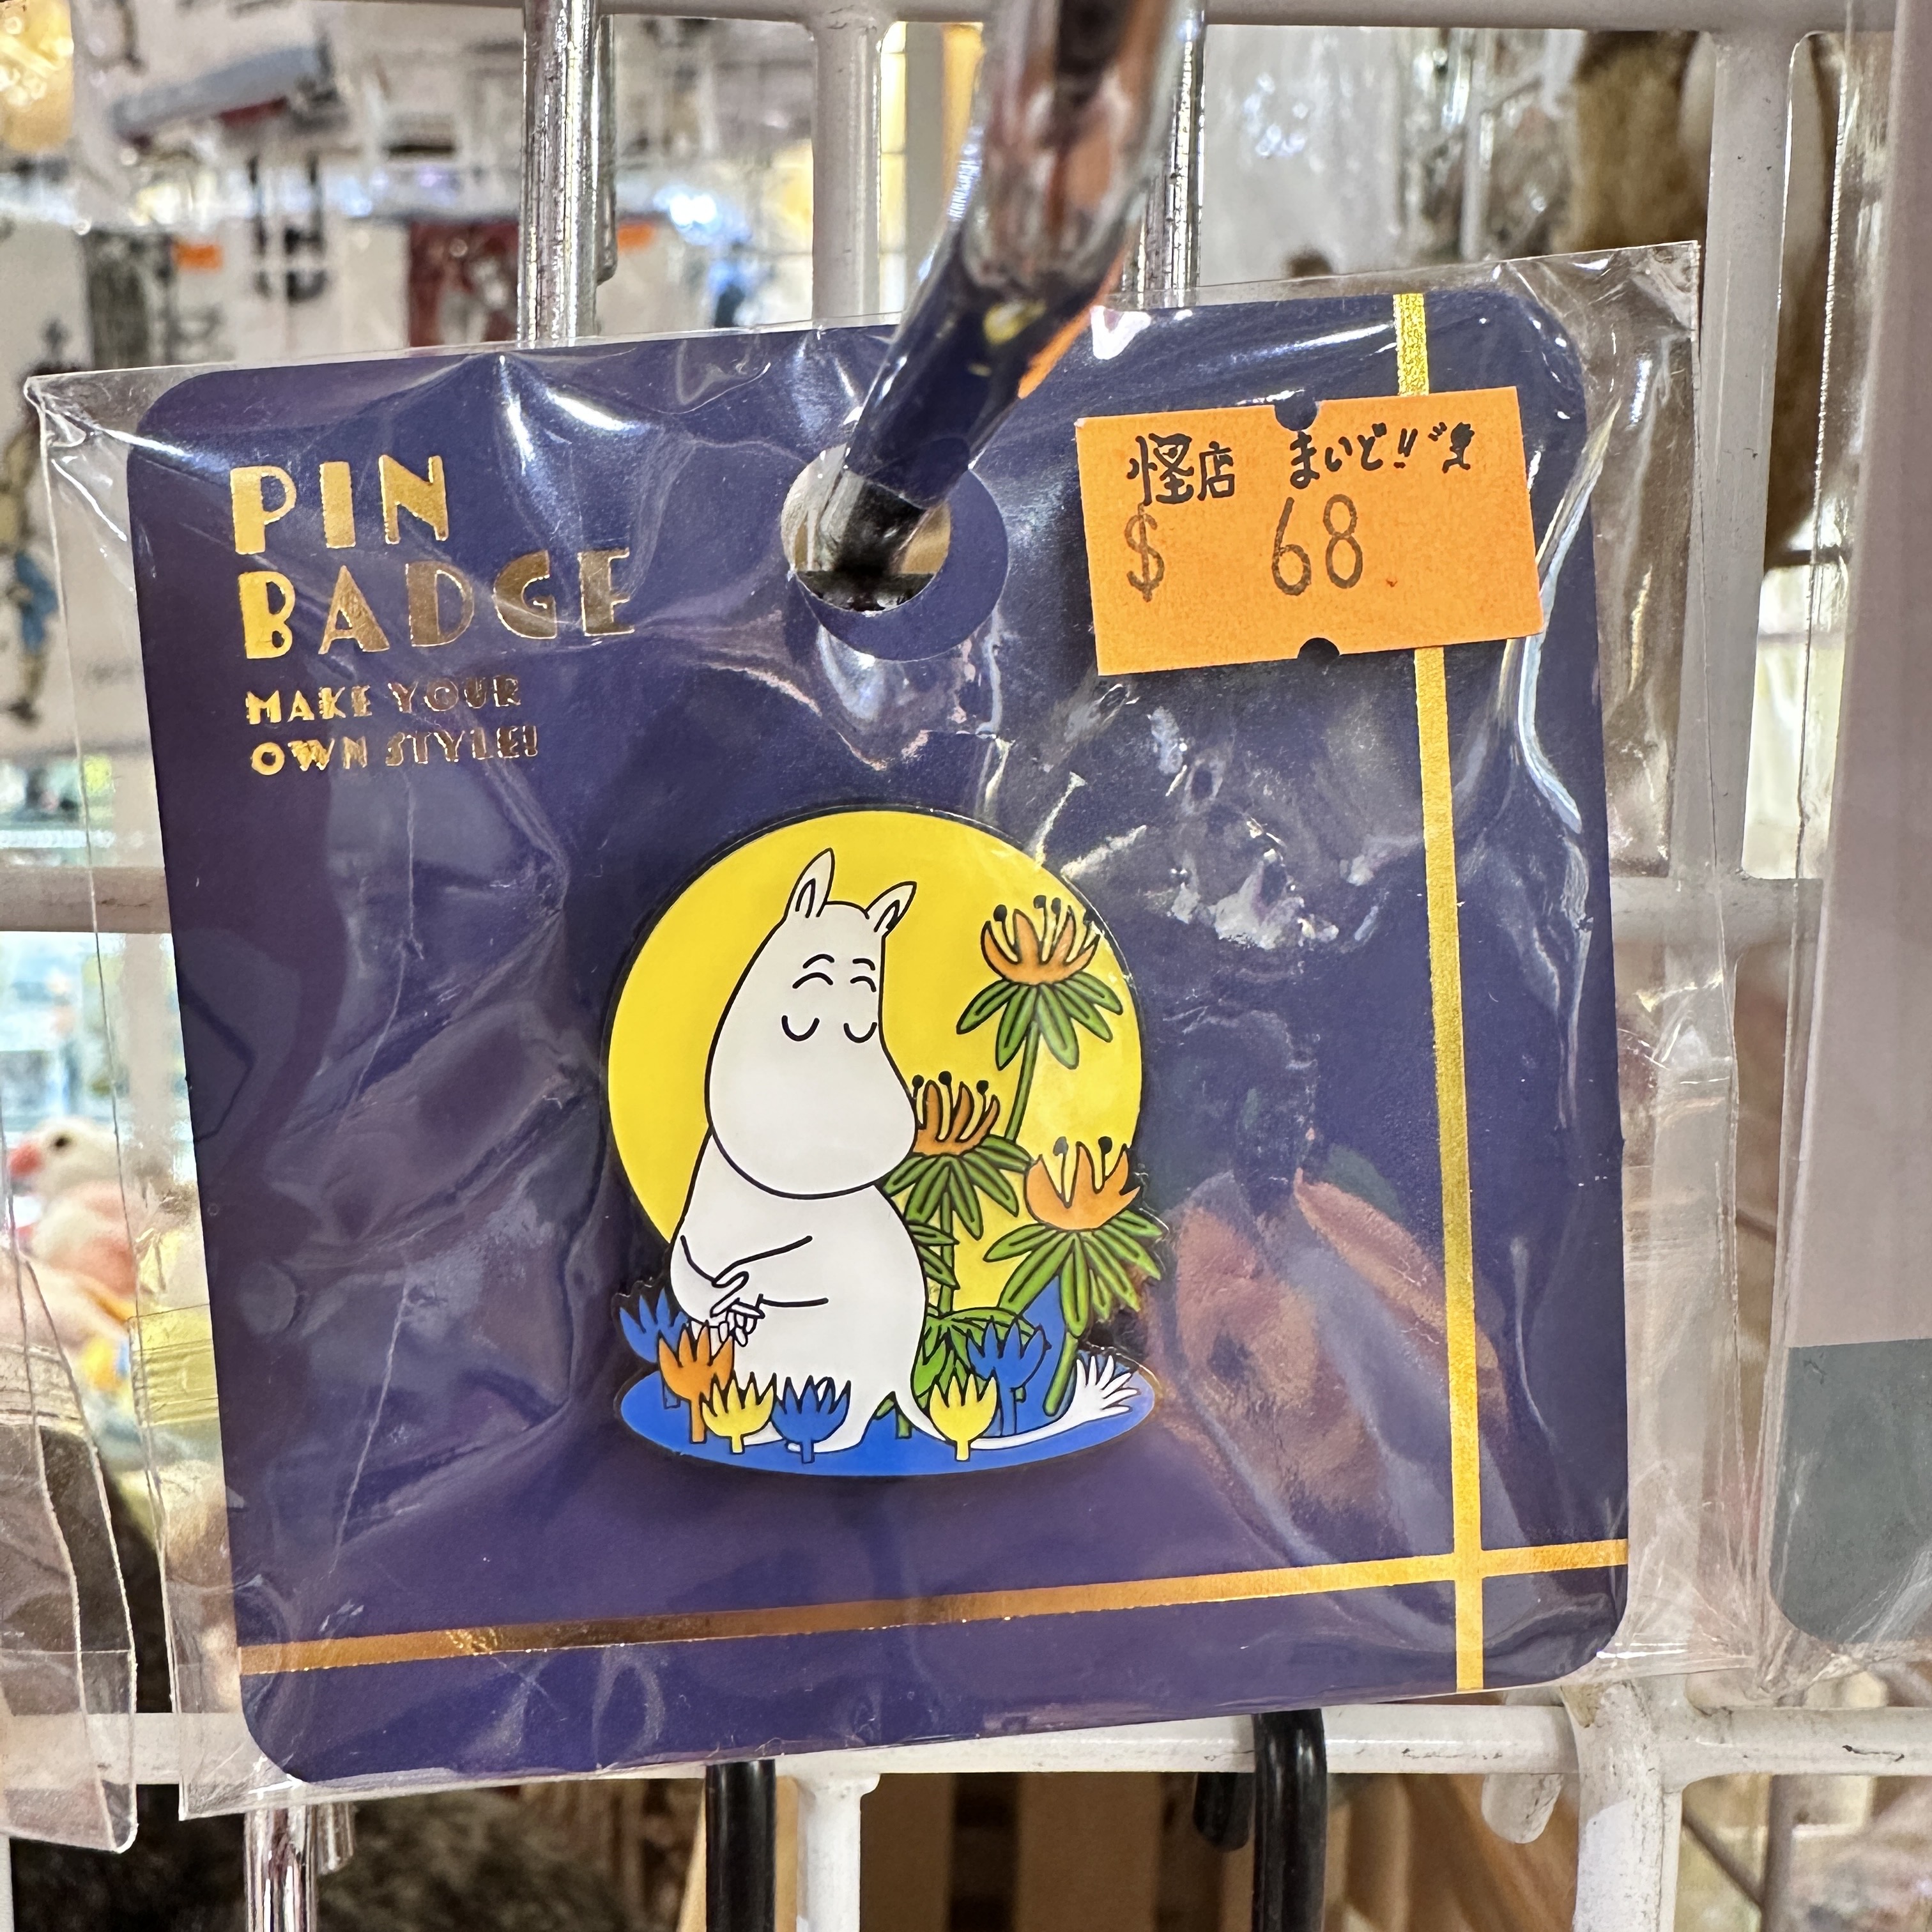 PIN
BADGE
MAKE YOUR
OWN STYLE!
怪店 まいど!!
$ 68